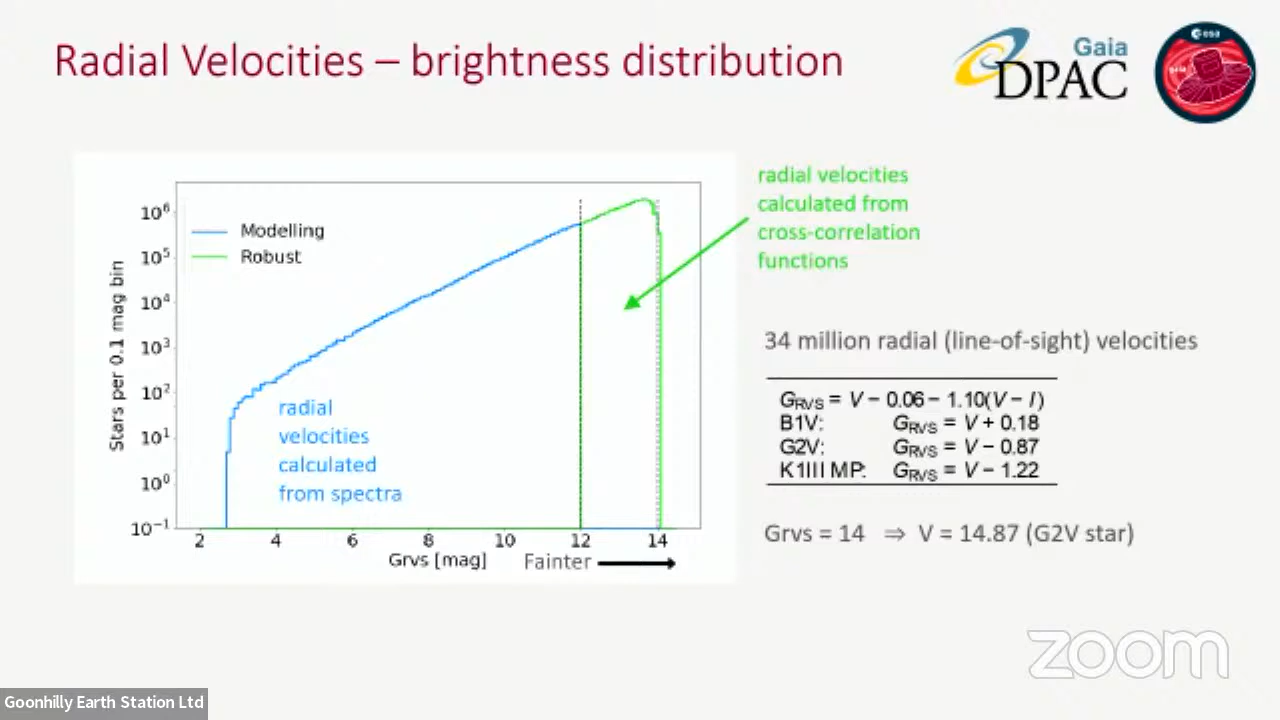 Radial Velocities – brightness distribution
Gaia
DPAC
esa
gaia
radial velocities
calculated from
cross-correlation
functions
Modelling
Robust
Stars per 0.1 mag bin
10⁶
10⁵
10⁴
10³
10²
10¹
10⁰
10⁻¹
radial
velocities
calculated
from spectra
2 4 6 8 10 12 14
Grvs [mag]
Fainter
34 million radial (line-of-sight) velocities
G_RVS = V − 0.06 − 1.10(V − I)
B1V: G_RVS = V + 0.18
G2V: G_RVS = V − 0.87
K1III MP: G_RVS = V − 1.22
Grvs = 14 ⇒ V = 14.87 (G2V star)
zoom
Goonhilly Earth Station Ltd